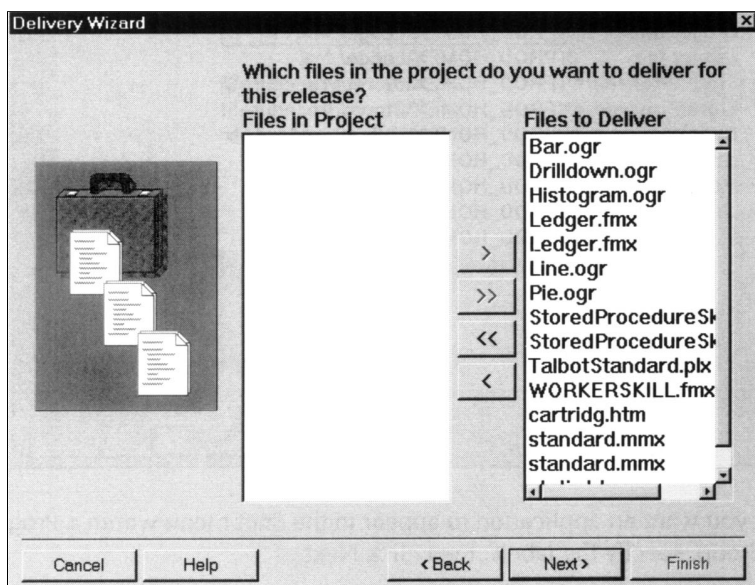 Delivery Wizard
Which files in the project do you want to deliver for
this release?
Files in Project
Files to Deliver
Bar.ogr
Drilldown.ogr
Histogram.ogr
Ledger.fmx
Ledger.fmx
Line.ogr
Pie.ogr
StoredProcedureSk
StoredProcedureSk
TalbotStandard.plx
WORKERSKILL.fmx
cartridg.htm
standard.mmx
standard.mmx
>
>>
<<
<
Cancel
Help
<Back
Next>
Finish